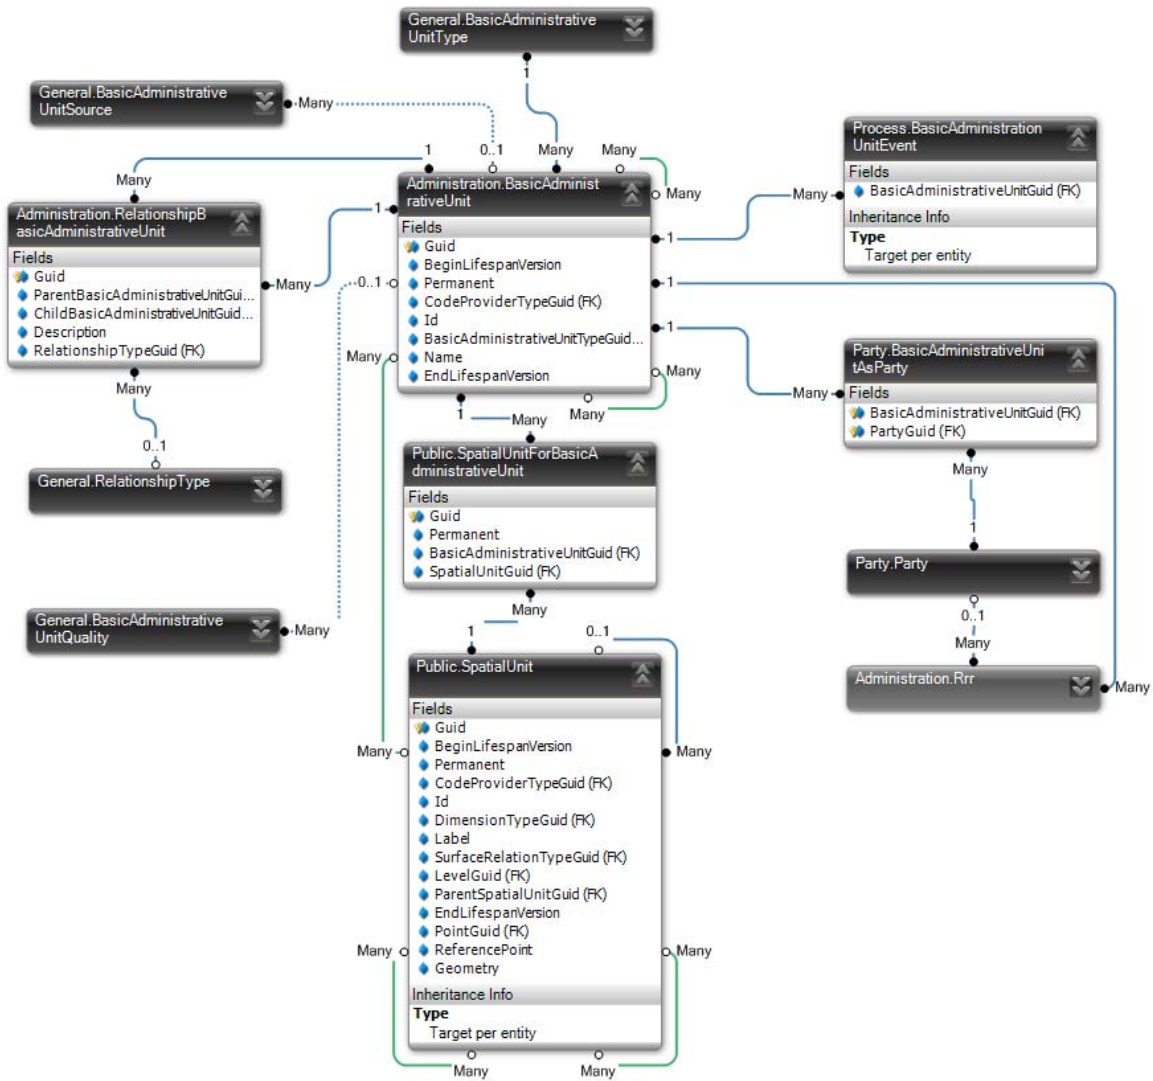 General.BasicAdministrative
UnitType
1
General.BasicAdministrative
UnitSource
Many
1
0..1
Many
Many
Many
Many
Administration.RelationshipB
asicAdministrativeUnit
Fields
Guid
ParentBasicAdministrativeUnitGui...
ChildBasicAdministrativeUnitGuid...
Description
RelationshipTypeGuid (FK)
Many
Many
0..1
General.RelationshipType
Administration.BasicAdminist
rativeUnit
Fields
Guid
BeginLifespanVersion
Permanent
CodeProviderTypeGuid (FK)
Id
BasicAdministrativeUnitTypeGuid...
Name
EndLifespanVersion
1
0..1
Many
1
1
1
Many
1
Many
Many
Process.BasicAdministration
UnitEvent
Fields
BasicAdministrativeUnitGuid (FK)
Inheritance Info
Type
Target per entity
Many
Party.BasicAdministrativeUni
tAsParty
Fields
BasicAdministrativeUnitGuid (FK)
PartyGuid (FK)
Many
Many
1
Party.Party
0..1
Many
Administration.Rrr
Many
Public.SpatialUnitForBasicA
dministrativeUnit
Fields
Guid
Permanent
BasicAdministrativeUnitGuid (FK)
SpatialUnitGuid (FK)
Many
General.BasicAdministrative
UnitQuality
Many
1
0..1
Public.SpatialUnit
Fields
Guid
BeginLifespanVersion
Permanent
CodeProviderTypeGuid (FK)
Id
DimensionTypeGuid (FK)
Label
SurfaceRelationTypeGuid (FK)
LevelGuid (FK)
ParentSpatialUnitGuid (FK)
EndLifespanVersion
PointGuid (FK)
ReferencePoint
Geometry
Inheritance Info
Type
Target per entity
Many
Many
Many
Many
Many
Many